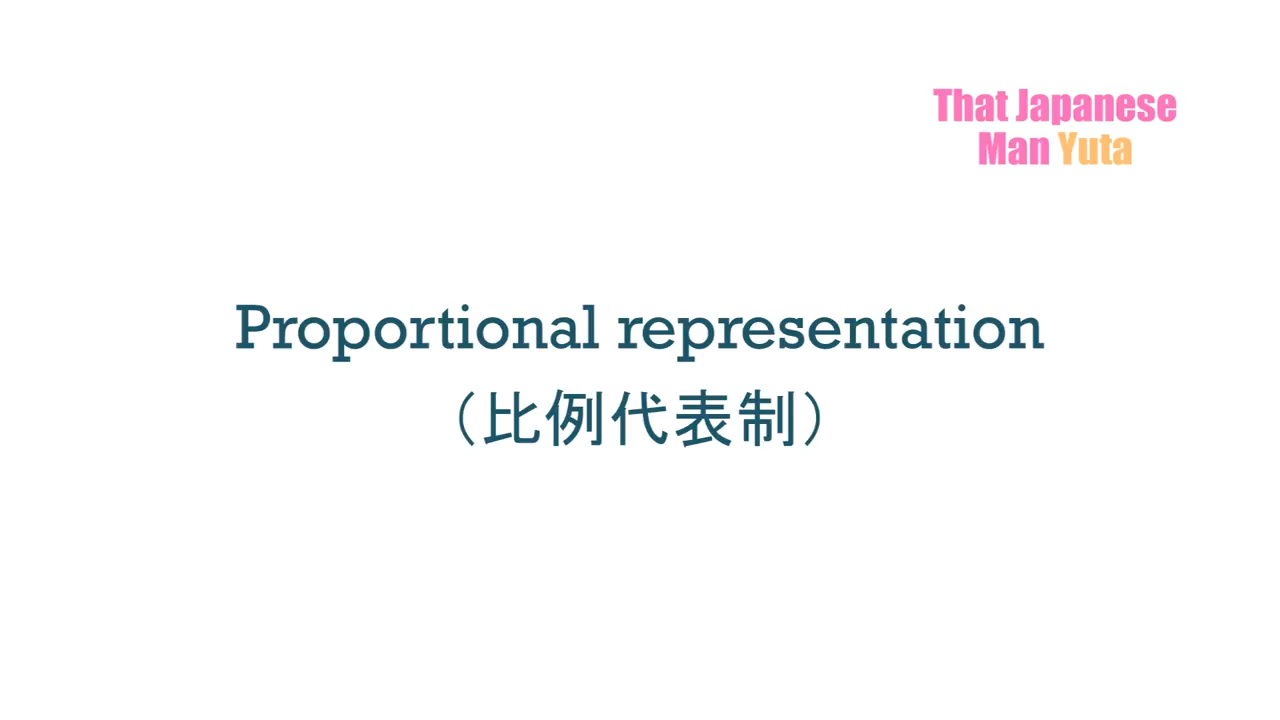 That Japanese
Man Yuta
Proportional representation
（比例代表制）